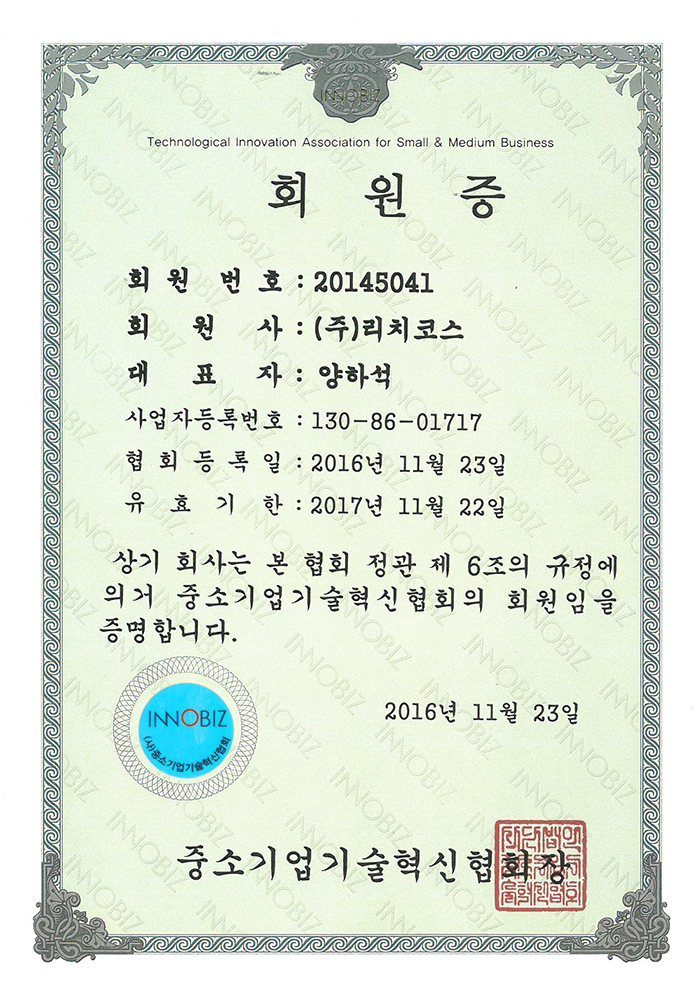 INNOBIZ
Technological Innovation Association for Small & Medium Business
회 원 증
회 원 번 호 : 20145041
회 원 사 : (주)리치코스
대 표 자 : 양하석
사업자등록번호 : 130-86-01717
협 회 등 록 일 : 2016년 11월 23일
유 효 기 한 : 2017년 11월 22일
상기 회사는 본 협회 정관 제 6조의 규정에
의거 중소기업기술혁신협회의 회원임을
증명합니다.
INNOBIZ
(사)중소기업기술혁신협회
2016년 11월 23일
중소기업기술혁신협회장